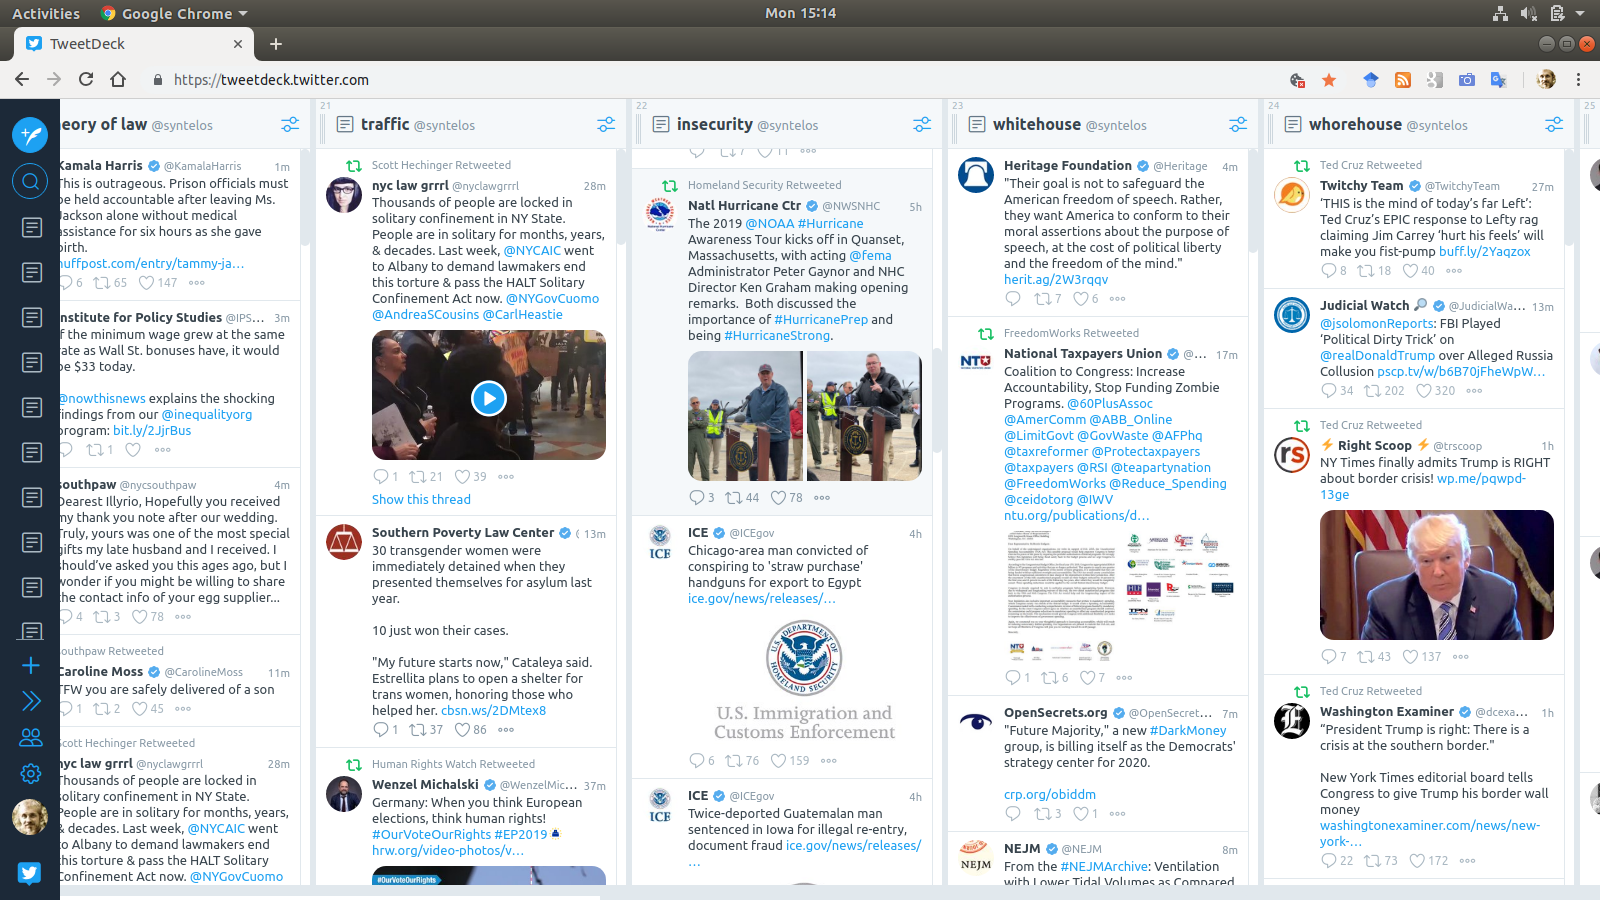 Activities
Google Chrome
Mon 15:14
TweetDeck
https://tweetdeck.twitter.com
eory of law @syntelos
Kamala Harris @KamalaHarris 1m
This is outrageous. Prison officials must
be held accountable after leaving Ms.
Jackson alone without medical
assistance for six hours as she gave
birth.
huffpost.com/entry/tammy-ja…
6 65 147
Institute for Policy Studies @IPS… 3m
If the minimum wage grew at the same
rate as Wall St. bonuses have, it would
be $33 today.
@nowthisnews explains the shocking
findings from our @inequalityorg
program: bit.ly/2JjrBus
1
southpaw @nycsouthpaw 4m
Dearest Illyrio, Hopefully you received
my thank you note after our wedding.
Truly, yours was one of the most special
gifts my late husband and I received. I
should've asked you this ages ago, but I
wonder if you might be willing to share
the contact info of your egg supplier...
4 3 78
southpaw Retweeted
Caroline Moss @CarolineMoss 11m
TFW you are safely delivered of a son
1 2 45
Scott Hechinger Retweeted
nyc law grrrl @nyclawgrrrl 28m
Thousands of people are locked in
solitary confinement in NY State.
People are in solitary for months, years,
& decades. Last week, @NYCAIC went
to Albany to demand lawmakers end
this torture & pass the HALT Solitary
Confinement Act now. @NYGovCuomo
21
traffic @syntelos
Scott Hechinger Retweeted
nyc law grrrl @nyclawgrrrl 28m
Thousands of people are locked in
solitary confinement in NY State.
People are in solitary for months, years,
& decades. Last week, @NYCAIC went
to Albany to demand lawmakers end
this torture & pass the HALT Solitary
Confinement Act now. @NYGovCuomo
@AndreaSCousins @CarlHeastie
1 21 39
Show this thread
Southern Poverty Law Center ( 13m
30 transgender women were
immediately detained when they
presented themselves for asylum last
year.
10 just won their cases.
"My future starts now," Cataleya said.
Estrellita plans to open a shelter for
trans women, honoring those who
helped her. cbsn.ws/2DMtex8
1 37 86
Human Rights Watch Retweeted
Wenzel Michalski @WenzelMic… 37m
Germany: When you think European
elections, think human rights!
#OurVoteOurRights #EP2019
hrw.org/video-photos/v…
#OurVoteOurRights
22
insecurity @syntelos
7 11
Homeland Security Retweeted
Natl Hurricane Ctr @NWSNHC 5h
The 2019 @NOAA #Hurricane
Awareness Tour kicks off in Quanset,
Massachusetts, with acting @fema
Administrator Peter Gaynor and NHC
Director Ken Graham making opening
remarks. Both discussed the
importance of #HurricanePrep and
being #HurricaneStrong.
3 44 78
ICE @ICEgov 4h
ICE
Chicago-area man convicted of
conspiring to 'straw purchase'
handguns for export to Egypt
ice.gov/news/releases/…
U.S. DEPARTMENT OF HOMELAND SECURITY
U.S. Immigration and
Customs Enforcement
6 76 159
ICE @ICEgov 4h
ICE
Twice-deported Guatemalan man
sentenced in Iowa for illegal re-entry,
document fraud ice.gov/news/releases/
…
23
whitehouse @syntelos
Heritage Foundation @Heritage 4m
"Their goal is not to safeguard the
American freedom of speech. Rather,
they want America to conform to their
moral assertions about the purpose of
speech, at the cost of political liberty
and the freedom of the mind."
herit.ag/2W3rqqv
7 6
FreedomWorks Retweeted
National Taxpayers Union @… 17m
NTU
Coalition to Congress: Increase
Accountability, Stop Funding Zombie
Programs. @60PlusAssoc
@AmerComm @ABB_Online
@LimitGovt @GovWaste @AFPhq
@taxreformer @Protectaxpayers
@taxpayers @RSI @teapartynation
@FreedomWorks @Reduce_Spending
@ceidotorg @IWV
ntu.org/publications/d…
1 6 7
OpenSecrets.org @OpenSecret… 7m
"Future Majority," a new #DarkMoney
group, is billing itself as the Democrats'
strategy center for 2020.
crp.org/obiddm
3 1
NEJM @NEJM 8m
NEJM
From the #NEJMArchive: Ventilation
with Lower Tidal Volumes as Compared
24
whorehouse @syntelos
Ted Cruz Retweeted
Twitchy Team @TwitchyTeam 27m
'THIS is the mind of today's far Left':
Ted Cruz's EPIC response to Lefty rag
claiming Jim Carrey 'hurt his feels' will
make you fist-pump buff.ly/2Yaqzox
8 18 40
Judicial Watch @JudicialWa… 13m
@jsolomonReports: FBI Played
'Political Dirty Trick' on
@realDonaldTrump over Alleged Russia
Collusion pscp.tv/w/b6B70jFheWpW…
34 202 320
Ted Cruz Retweeted
Right Scoop @trscoop 1h
rs
NY Times finally admits Trump is RIGHT
about border crisis! wp.me/pqwpd-
13ge
7 43 137
Ted Cruz Retweeted
Washington Examiner @dcexa… 1h
"President Trump is right: There is a
crisis at the southern border."
New York Times editorial board tells
Congress to give Trump his border wall
money
washingtonexaminer.com/news/new-
york-…
22 73 172
25